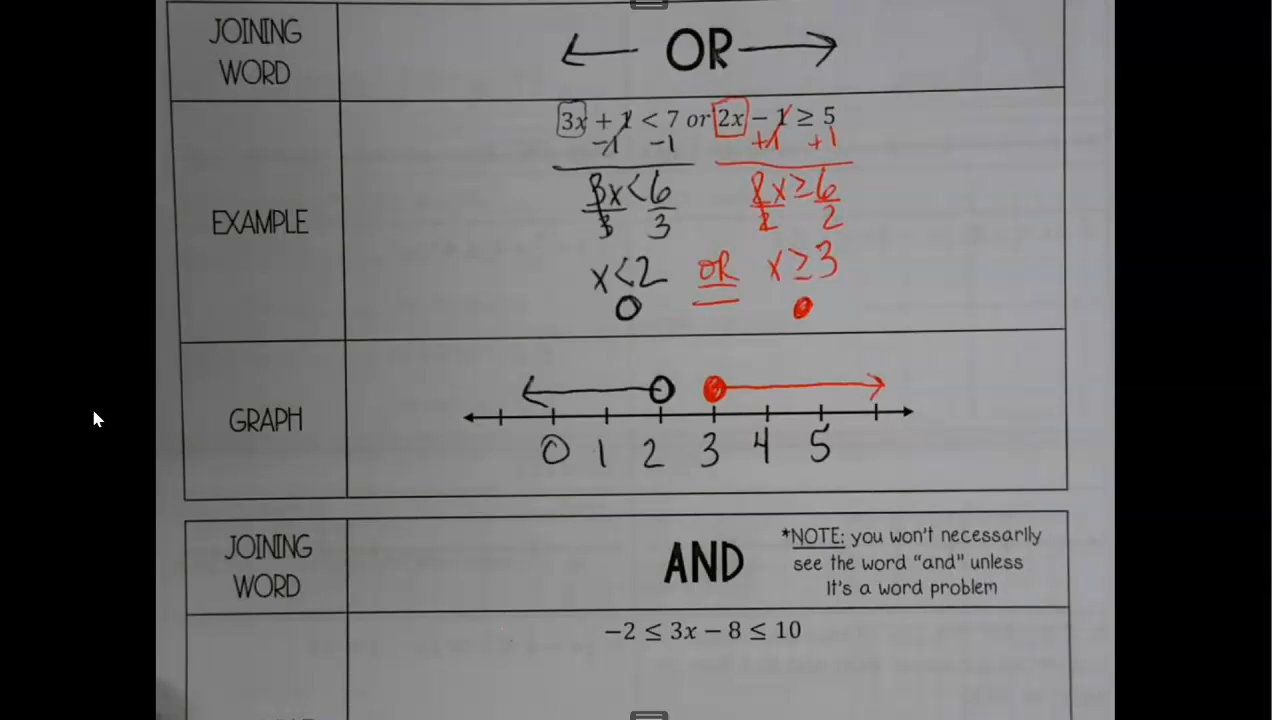 JOINING
WORD
← OR →
EXAMPLE
3x + 1 < 7 or 2x − 1 ≥ 5
−1 −1 +1 +1
3x < 6 2x ≥ 6
3 3 2 2
x < 2 OR x ≥ 3
GRAPH
0 1 2 3 4 5
JOINING
WORD
AND
*NOTE: you won't necessarily
see the word "and" unless
it's a word problem
−2 ≤ 3x − 8 ≤ 10